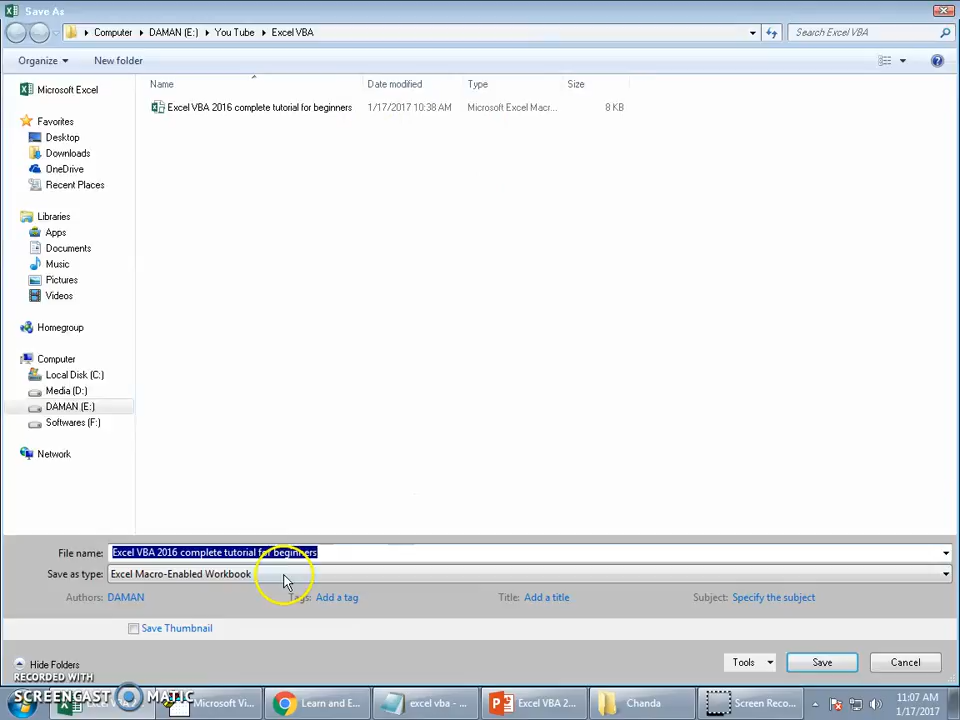 Save As
Computer DAMAN (E:) You Tube Excel VBA Search Excel VBA
Organize New folder
Microsoft Excel
Favorites
Desktop
Downloads
OneDrive
Recent Places
Libraries
Apps
Documents
Music
Pictures
Videos
Homegroup
Computer
Local Disk (C:)
Media (D:)
DAMAN (E:)
Softwares (F:)
Network
Name Date modified Type Size
Excel VBA 2016 complete tutorial for beginners 1/17/2017 10:38 AM Microsoft Excel Macr... 8 KB
File name: Excel VBA 2016 complete tutorial for beginners
Save as type: Excel Macro-Enabled Workbook
Authors: DAMAN Tags: Add a tag Title: Add a title Subject: Specify the subject
Save Thumbnail
Hide Folders Tools Save Cancel
RECORDED WITH
SCREENCAST MATIC
Microsoft Vi... Learn and E... excel vba - ... Excel VBA 2... Chanda Screen Reco... 11:07 AM
1/17/2017